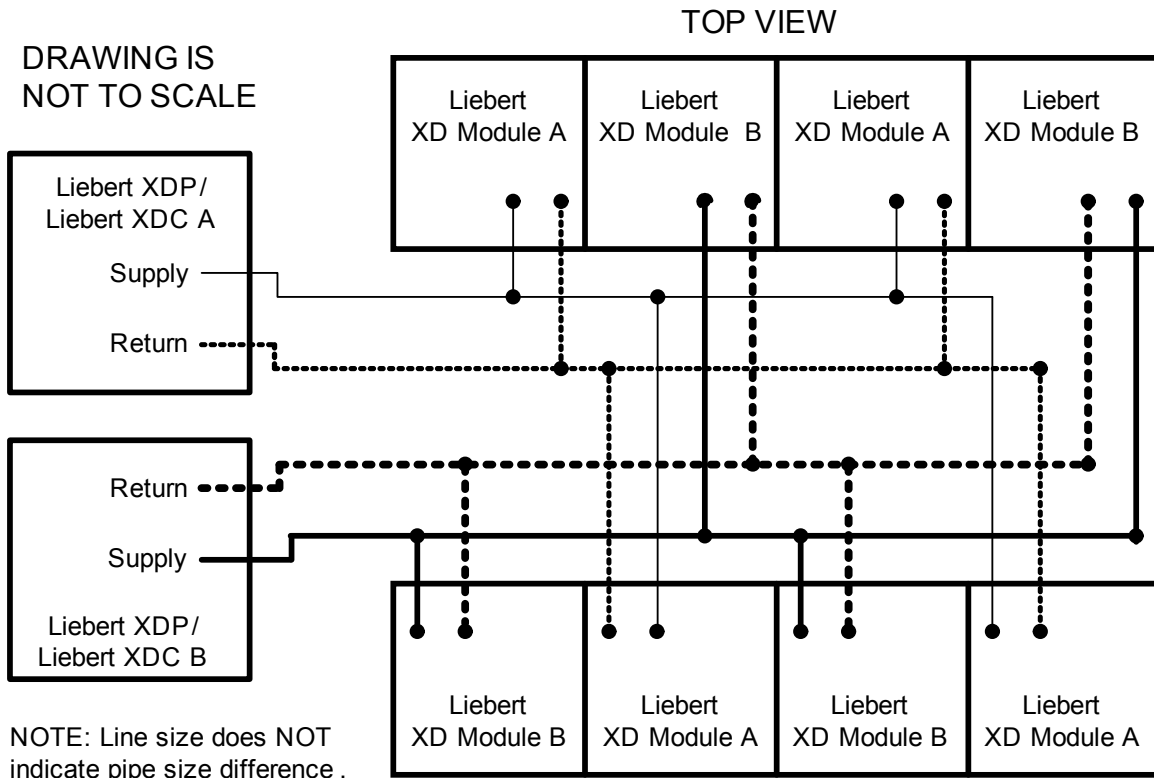 TOP VIEW
DRAWING IS
NOT TO SCALE
Liebert
XD Module A
Liebert
XD Module B
Liebert
XD Module A
Liebert
XD Module B
Liebert XDP/
Liebert XDC A
Supply
Return
Return
Supply
Liebert XDP/
Liebert XDC B
Liebert
XD Module B
Liebert
XD Module A
Liebert
XD Module B
Liebert
XD Module A
NOTE: Line size does NOT
indicate pipe size difference .